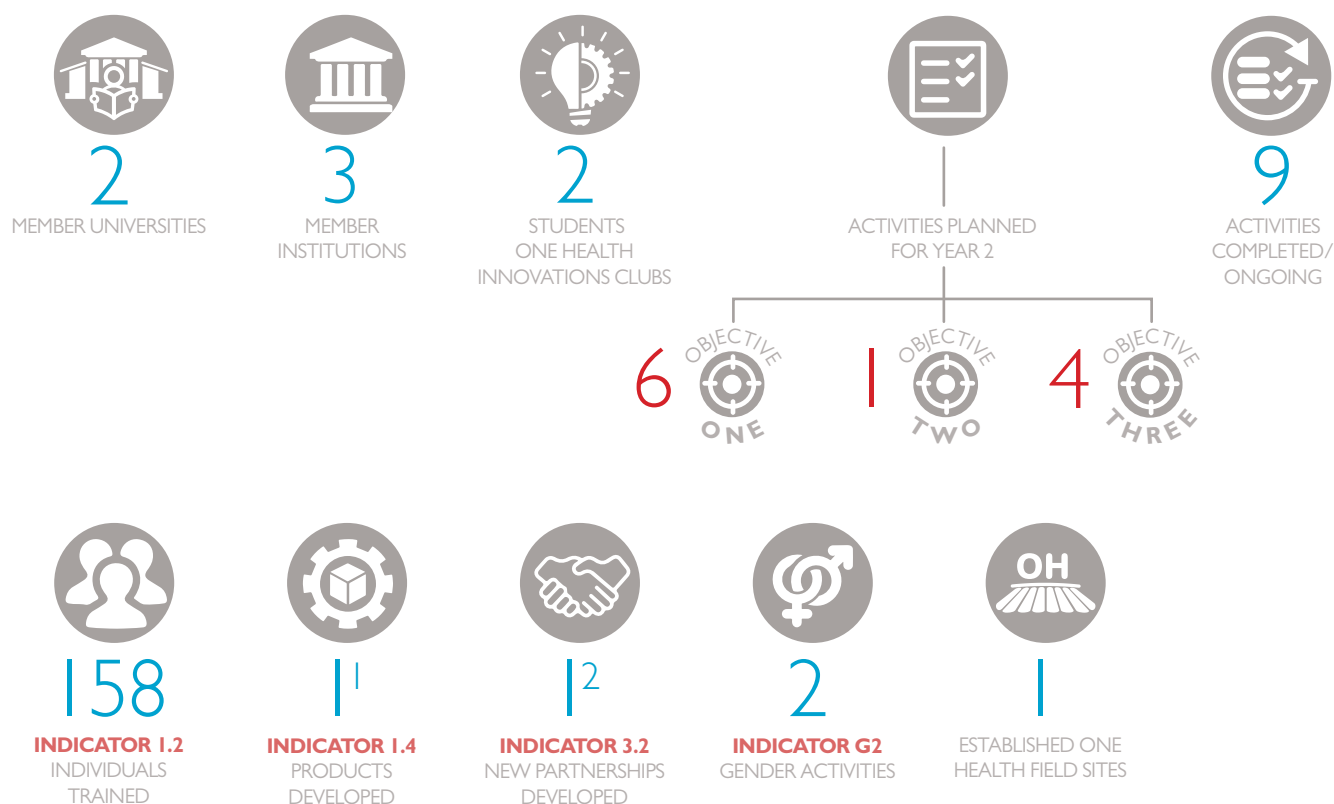 2
MEMBER UNIVERSITIES
3
MEMBER
INSTITUTIONS
2
STUDENTS
ONE HEALTH
INNOVATIONS CLUBS
ACTIVITIES PLANNED
FOR YEAR 2
9
ACTIVITIES
COMPLETED/
ONGOING
6
OBJECTIVE
ONE
1
OBJECTIVE
TWO
4
OBJECTIVE
THREE
158
INDICATOR 1.2
INDIVIDUALS
TRAINED
1¹
INDICATOR 1.4
PRODUCTS
DEVELOPED
1²
INDICATOR 3.2
NEW PARTNERSHIPS
DEVELOPED
2
INDICATOR G2
GENDER ACTIVITIES
OH
1
ESTABLISHED ONE
HEALTH FIELD SITES